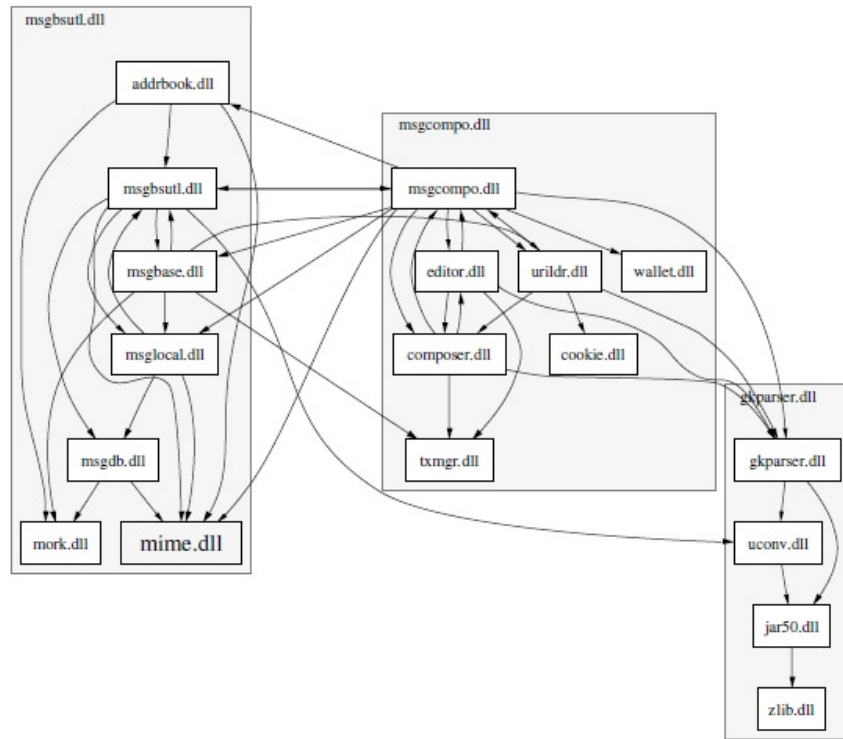 msgbsutl.dll
addrbook.dll
msgbsutl.dll
msgbase.dll
msglocal.dll
msgdb.dll
mork.dll
mime.dll
msgcompo.dll
msgcompo.dll
editor.dll
urildr.dll
wallet.dll
composer.dll
cookie.dll
txmgr.dll
gkparser.dll
gkparser.dll
uconv.dll
jar50.dll
zlib.dll